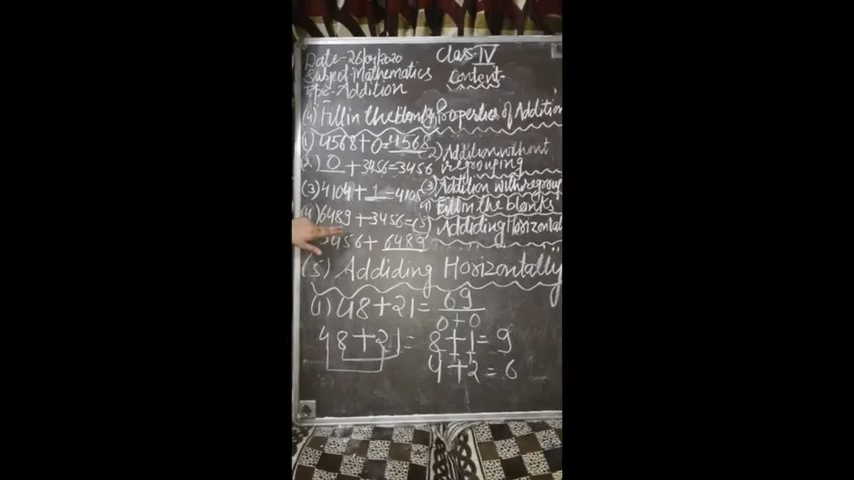 Date-26/04/2020
Class-IV
Subject-Mathematics
Content-
Topic-Addition
(4) Fill in the blanks
(1) Properties of Addition
(1) 4568+0=4568
2) Addition without regrouping
2.) 0 +3456=3456
(3) Addition with regroup
(3) 4104+1=4105
(4) Fill in the blanks
(4) 6489+3456=
(5) Addiding Horizontal
3456+ 6489
(5) Addiding Horizontally
(1) 48+21= 69
0+0
48+21= 8+1=9
4+2=6